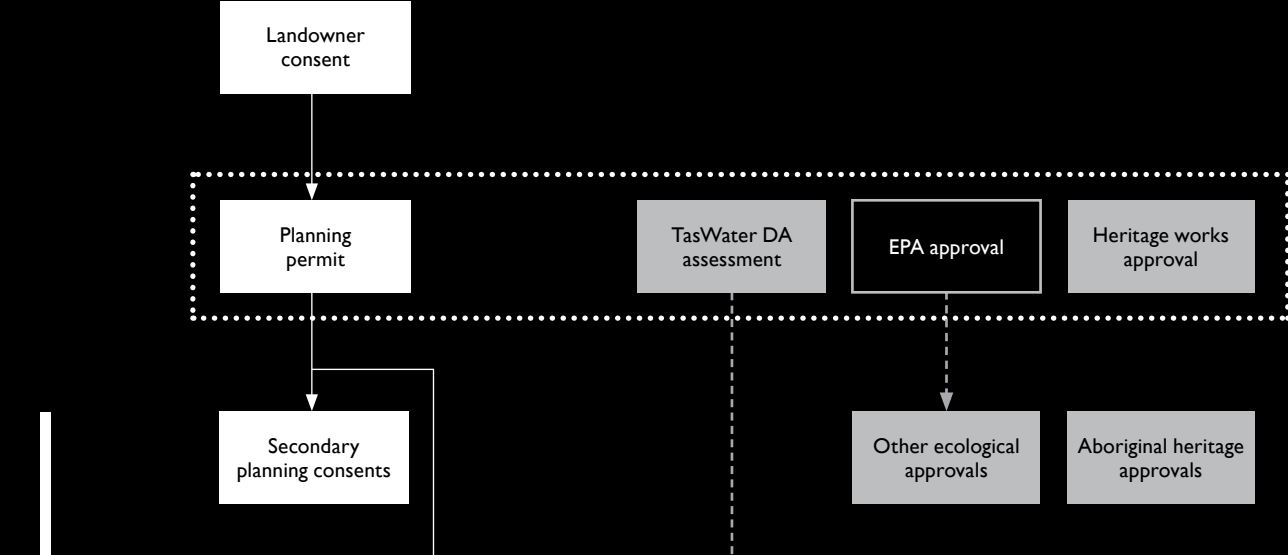 Landowner
consent
Planning
permit
TasWater DA
assessment
EPA approval
Heritage works
approval
Secondary
planning consents
Other ecological
approvals
Aboriginal heritage
approvals